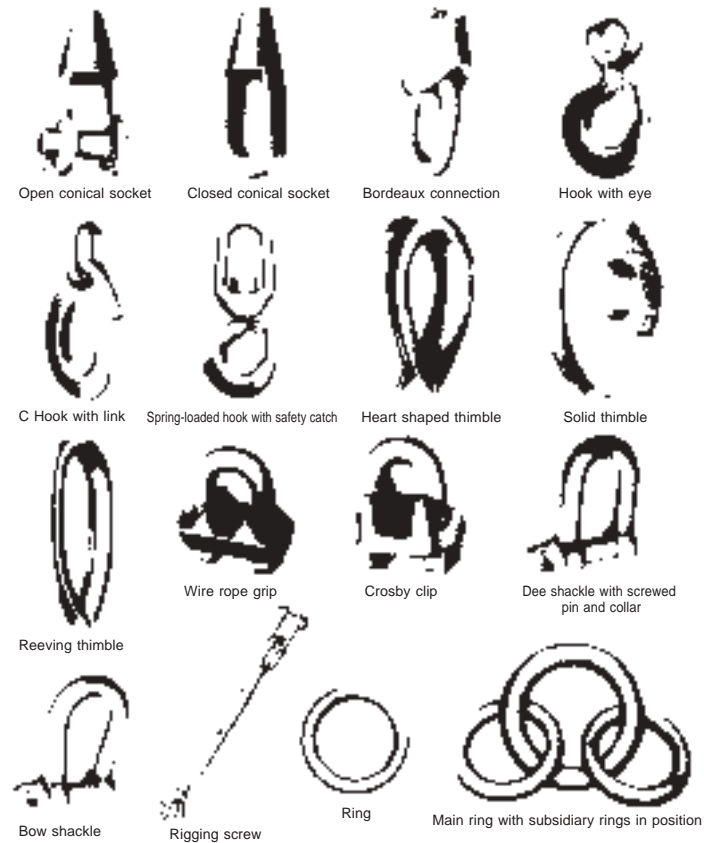 Open conical socket
Closed conical socket
Bordeaux connection
Hook with eye
C Hook with link
Spring-loaded hook with safety catch
Heart shaped thimble
Solid thimble
Reeving thimble
Wire rope grip
Crosby clip
Dee shackle with screwed
pin and collar
Bow shackle
Rigging screw
Ring
Main ring with subsidiary rings in position